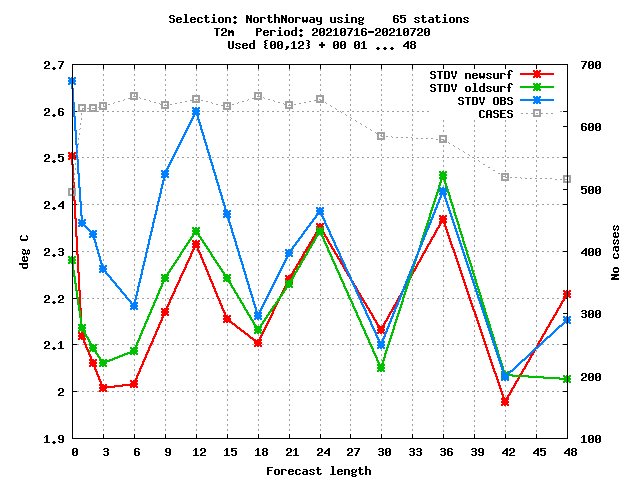 Selection: NorthNorway using    65 stations
T2m   Period: 20210716-20210720
Used {00,12} + 00 01 ... 48
STDV newsurf
STDV oldsurf
STDV OBS
CASES
2,7
2,6
2,5
2,4
2,3
2,2
2,1
2
1,9
deg C
700
600
500
400
300
200
100
No cases
0 3 6 9 12 15 18 21 24 27 30 33 36 39 42 45 48
Forecast length